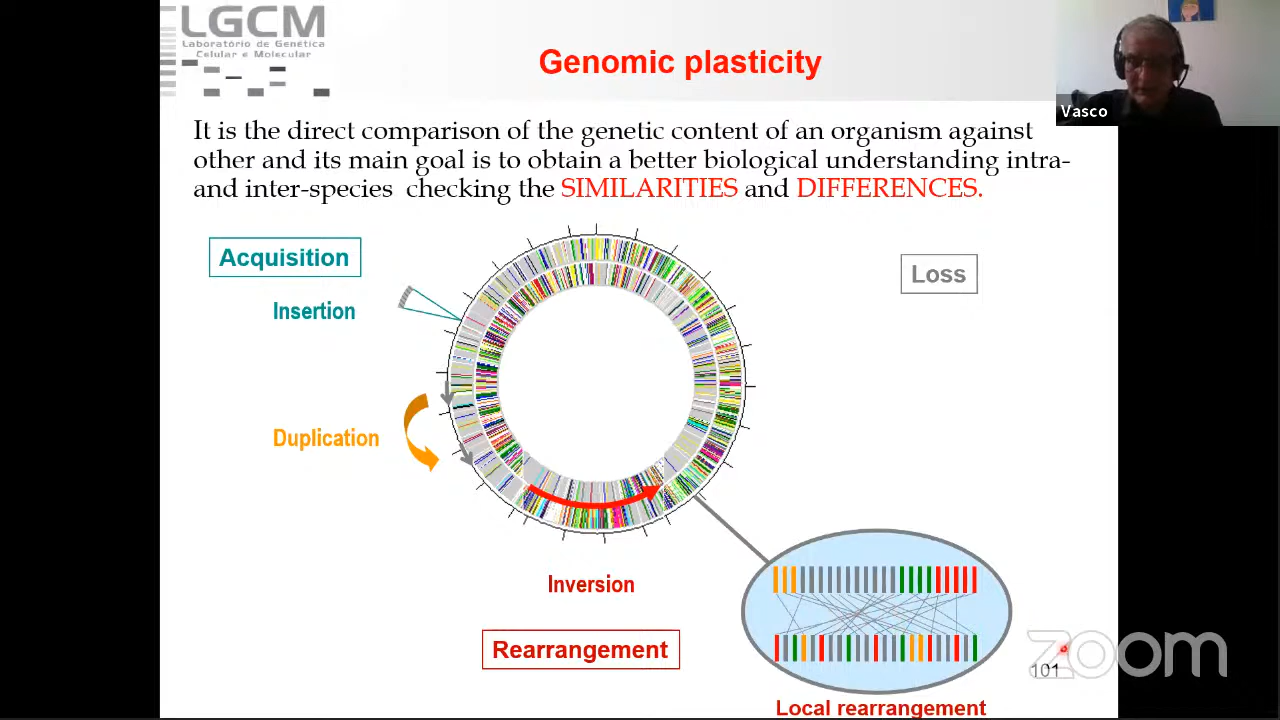 LGCM
Laboratório de Genética
Celular e Molecular
Genomic plasticity
Vasco
It is the direct comparison of the genetic content of an organism against
other and its main goal is to obtain a better biological understanding intra-
and inter-species checking the SIMILARITIES and DIFFERENCES.
Acquisition
Loss
Insertion
Duplication
Inversion
Rearrangement
zoom
101
Local rearrangement